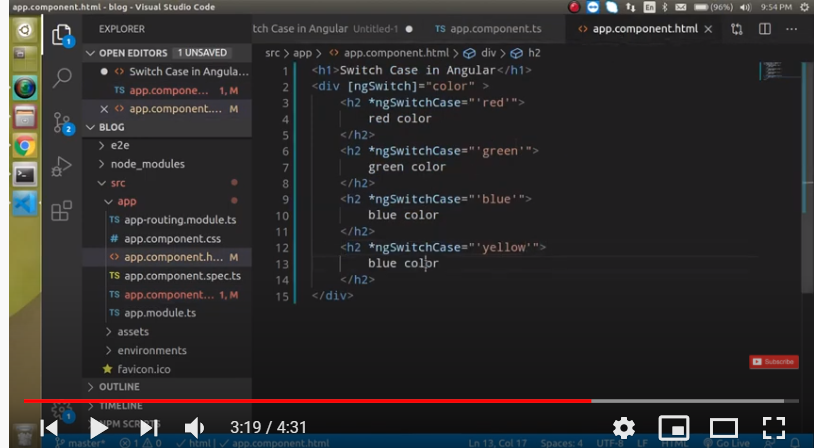 app.component.html - blog - Visual Studio Code
En
(96%)
9:54 PM
EXPLORER
tch Case in Angular Untitled-1
TS app.component.ts
<> app.component.html
OPEN EDITORS 1 UNSAVED
src > app > <> app.component.html > div > h2
<> Switch Case in Angula...
TS app.compone... 1, M
<> app.component.... M
BLOG
> e2e
> node_modules
src
app
TS app-routing.module.ts
# app.component.css
<> app.component.h... M
TS app.component.spec.ts
TS app.component... 1, M
TS app.module.ts
> assets
> environments
favicon.ico
> OUTLINE
> TIMELINE
NPM SCRIPTS
1
2
1
1 <h1>Switch Case in Angular</h1>
2 <div [ngSwitch]="color" >
3 <h2 *ngSwitchCase="'red'">
4 red color
5 </h2>
6 <h2 *ngSwitchCase="'green'">
7 green color
8 </h2>
9 <h2 *ngSwitchCase="'blue'">
10 blue color
11 </h2>
12 <h2 *ngSwitchCase="'yellow'">
13 blue color
14 </h2>
15 </div>
Subscribe
3:19 / 4:31
master* 1 0 html | app.component.html
Ln 13, Col 17 Spaces: 4 UTF-8 LF HTML Go Live